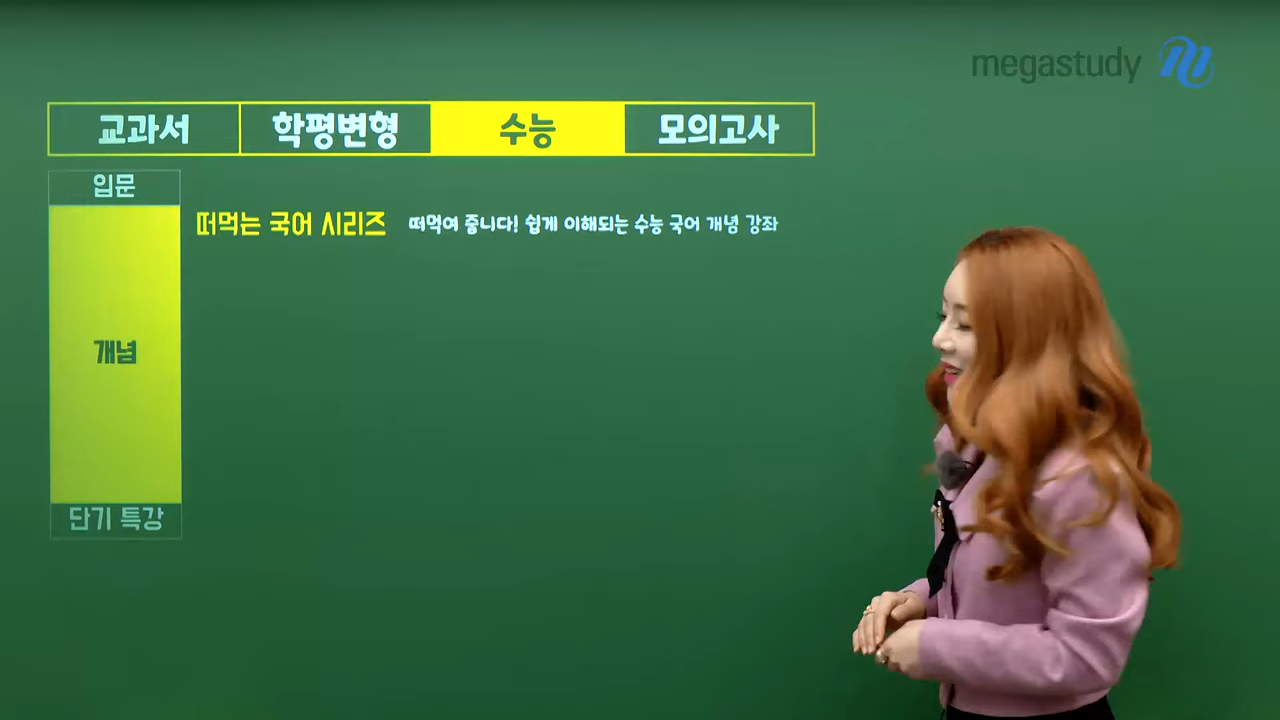 megastudy
교과서 학평변형 수능 모의고사
입문
떠먹는 국어 시리즈 떠먹여 줍니다! 쉽게 이해되는 수능 국어 개념 강좌
개념
단기 특강